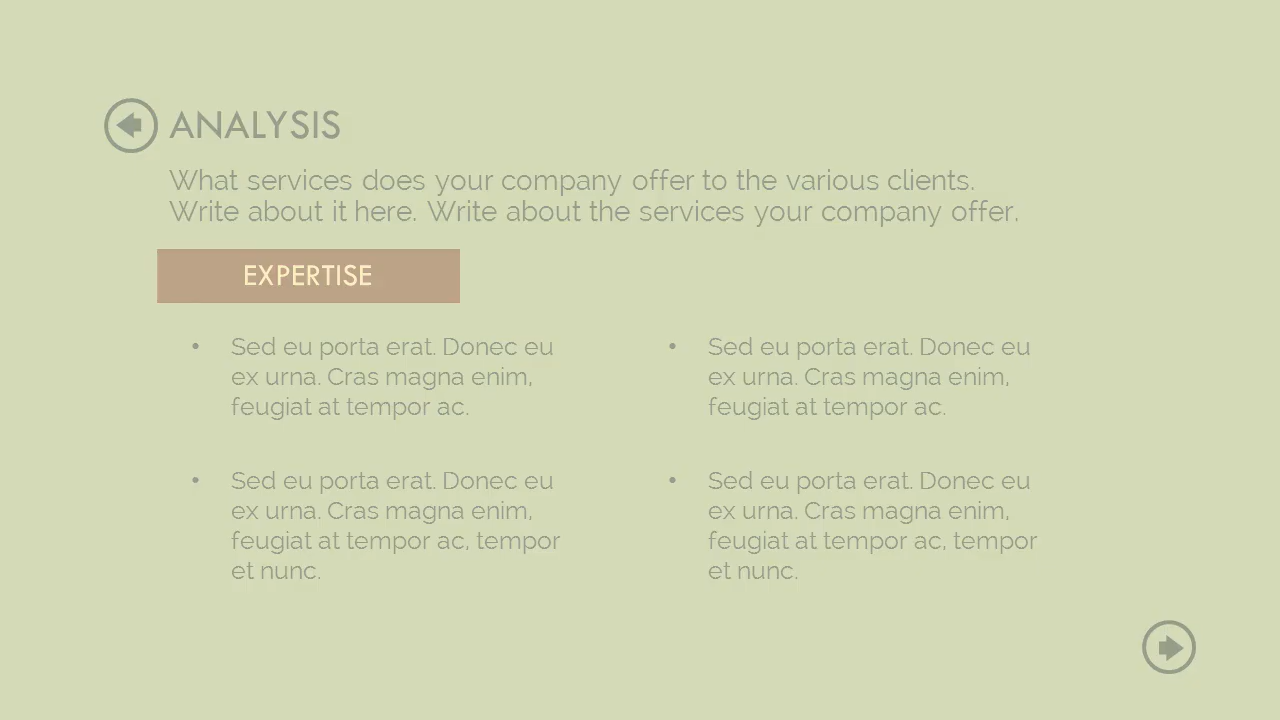 ANALYSIS
What services does your company offer to the various clients.
Write about it here. Write about the services your company offer.
EXPERTISE
• Sed eu porta erat. Donec eu
ex urna. Cras magna enim,
feugiat at tempor ac.
• Sed eu porta erat. Donec eu
ex urna. Cras magna enim,
feugiat at tempor ac, tempor
et nunc.
• Sed eu porta erat. Donec eu
ex urna. Cras magna enim,
feugiat at tempor ac.
• Sed eu porta erat. Donec eu
ex urna. Cras magna enim,
feugiat at tempor ac, tempor
et nunc.